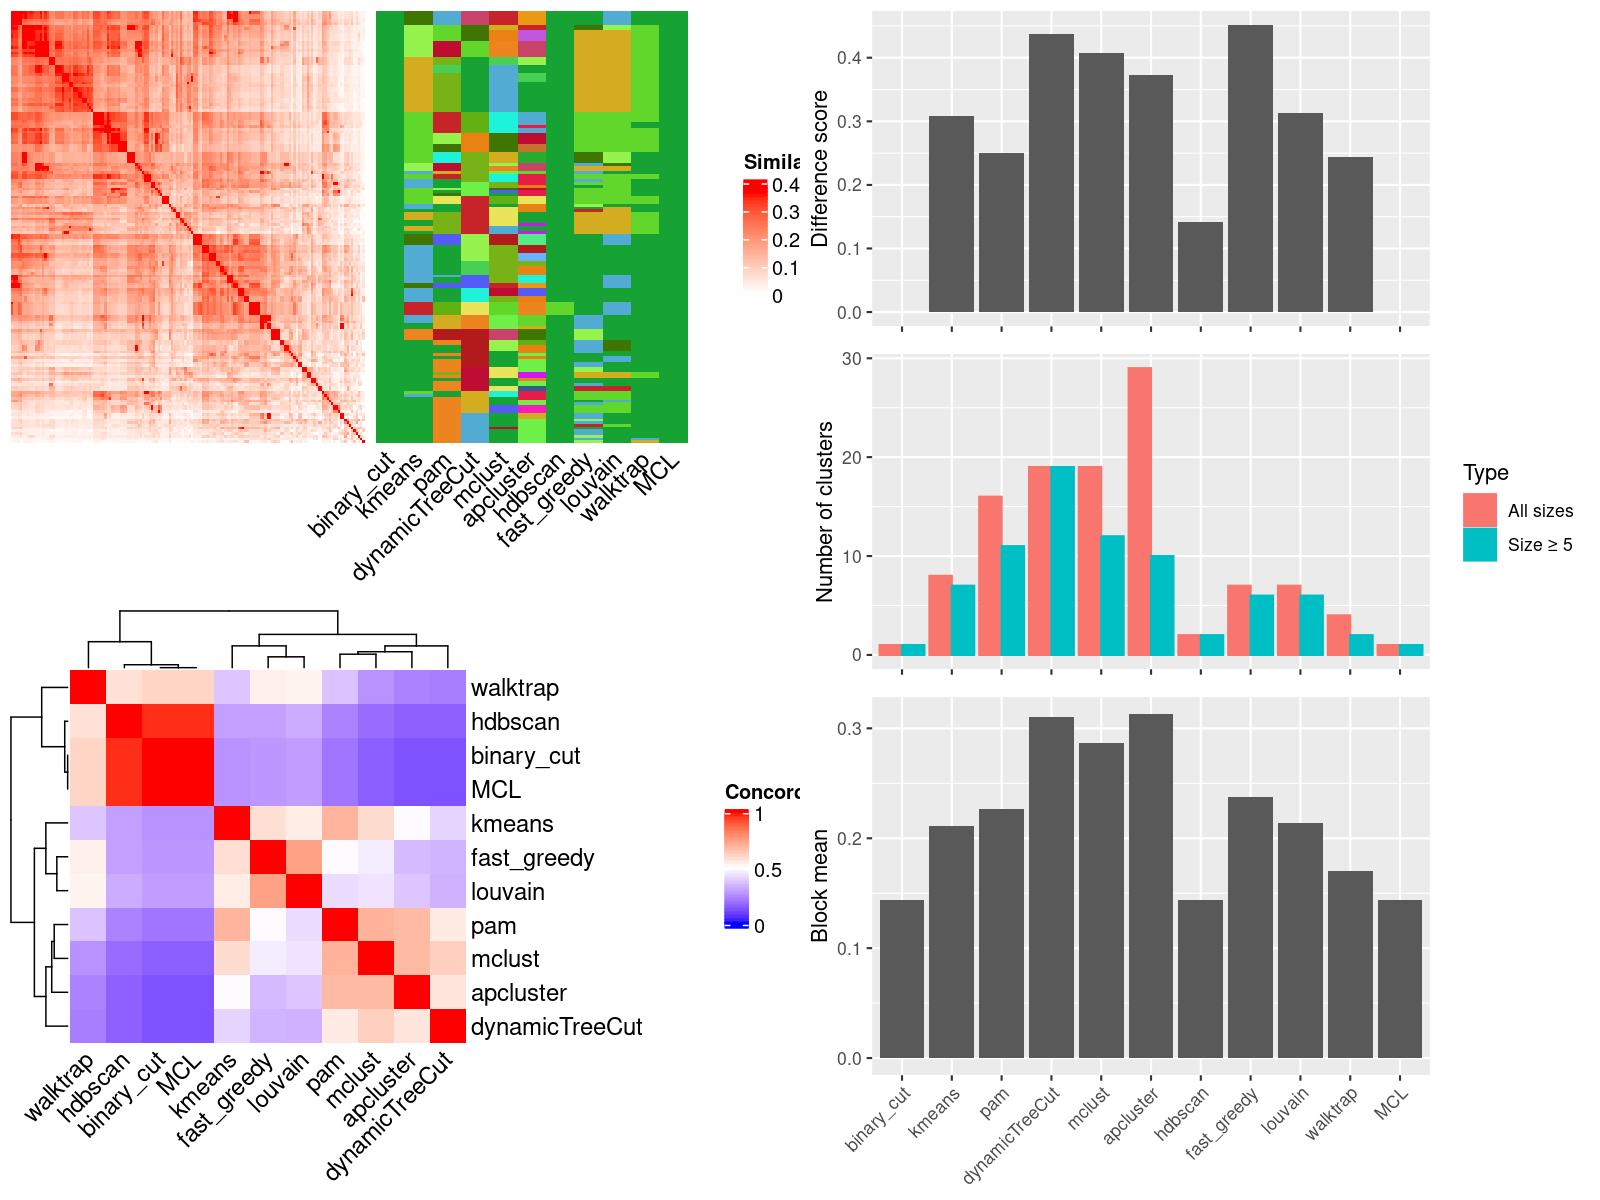 Simila
0.4
0.3
0.2
0.1
0
binary_cut
kmeans
pam
dynamicTreeCut
mclust
apcluster
hdbscan
fast_greedy
louvain
walktrap
MCL
walktrap
hdbscan
binary_cut
MCL
kmeans
fast_greedy
louvain
pam
mclust
apcluster
dynamicTreeCut
walktrap
hdbscan
binary_cut
MCL
kmeans
fast_greedy
louvain
pam
mclust
apcluster
dynamicTreeCut
Concord
1
0.5
0
Difference score
0.4
0.3
0.2
0.1
0.0
Number of clusters
30
20
10
0
Type
All sizes
Size ≥ 5
Block mean
0.3
0.2
0.1
0.0
binary_cut
kmeans
pam
dynamicTreeCut
mclust
apcluster
hdbscan
fast_greedy
louvain
walktrap
MCL